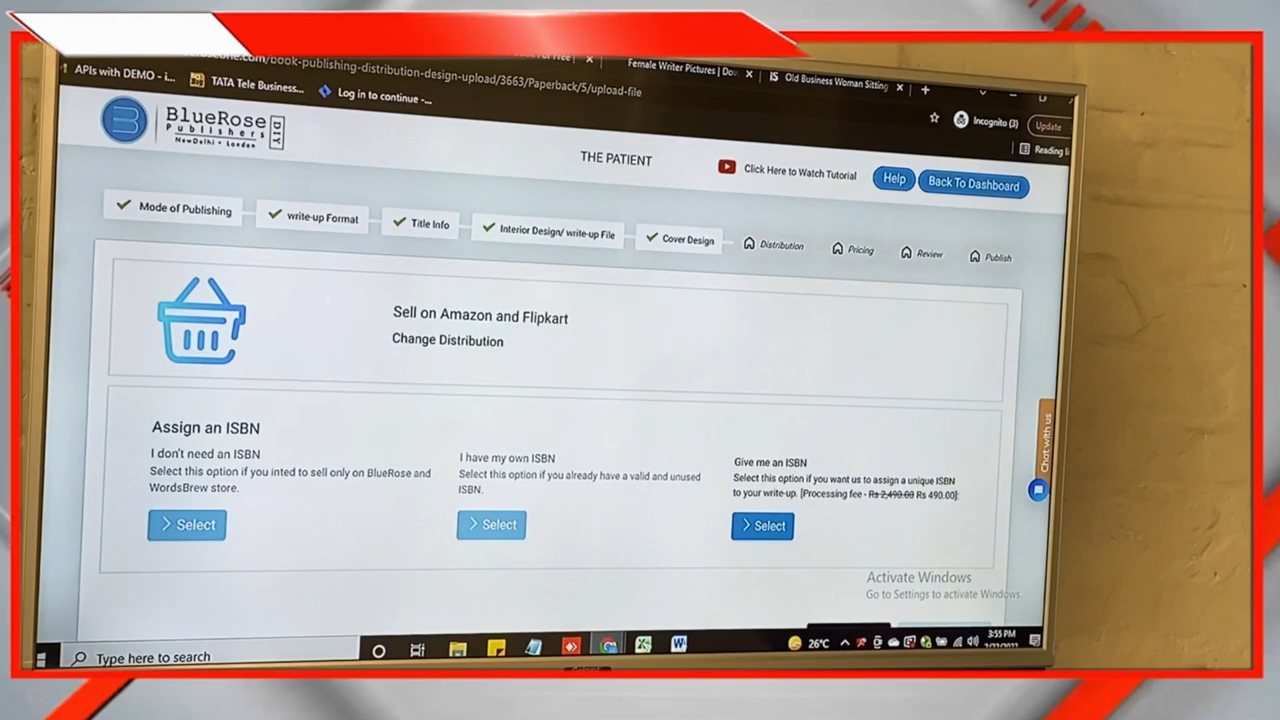 /book-publishing-distribution-design-upload/3663/Paperback/5/upload-file
Female Writer Pictures | Dow
Old Business Woman Sitting
APIs with DEMO - i...
TATA Tele Business...
Log in to continue -...
Incognito (3)
Update
Reading li
BlueRose
Publishers
NewDelhi • London
DIY
THE PATIENT
Click Here to Watch Tutorial
Help
Back To Dashboard
Mode of Publishing
write-up Format
Title Info
Interior Design/ write-up File
Cover Design
Distribution
Pricing
Review
Publish
Sell on Amazon and Flipkart
Change Distribution
Assign an ISBN
I don't need an ISBN
Select this option if you inted to sell only on BlueRose and
WordsBrew store.
> Select
I have my own ISBN
Select this option if you already have a valid and unused
ISBN.
> Select
Give me an ISBN
Select this option if you want us to assign a unique ISBN
to your write-up. [Processing fee - Rs 2,490.00 Rs 490.00]
> Select
Chat with us
Activate Windows
Go to Settings to activate Windows.
Type here to search
26°C
3:55 PM